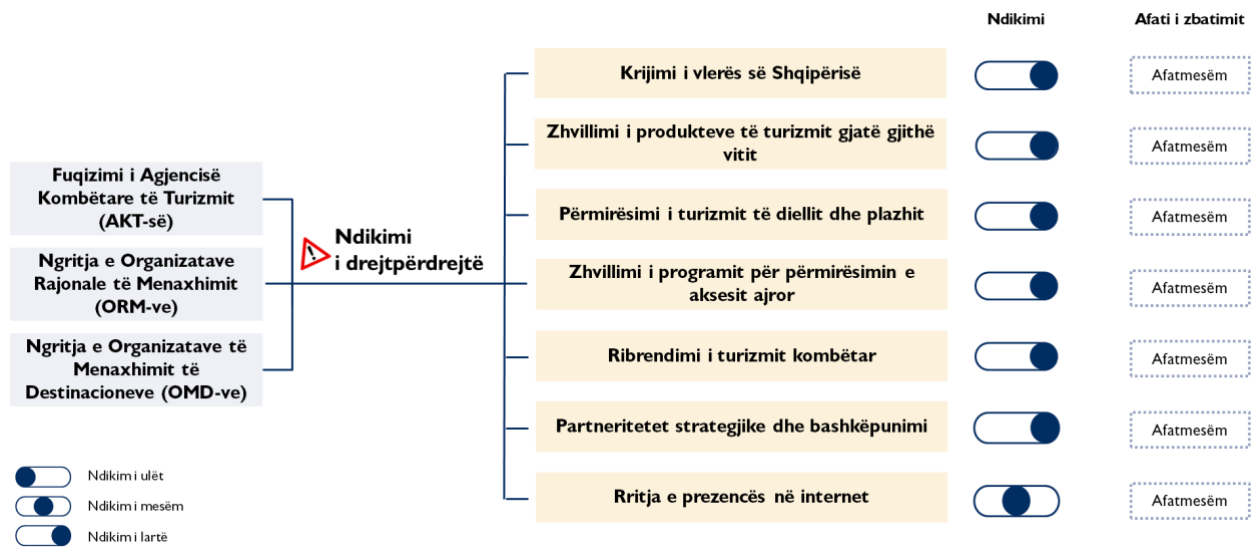 Ndikimi
Afati i zbatimit
Fuqizimi i Agjencisë
Kombëtare të Turizmit
(AKT-së)
Ngritja e Organizatave
Rajonale të Menaxhimit
(ORM-ve)
Ngritja e Organizatave të
Menaxhimit të
Destinacioneve (OMD-ve)
Ndikimi
i drejtpërdrejtë
Krijimi i vlerës së Shqipërisë
Afatmesëm
Zhvillimi i produkteve të turizmit gjatë gjithë
vitit
Afatmesëm
Përmirësimi i turizmit të diellit dhe plazhit
Afatmesëm
Zhvillimi i programit për përmirësimin e
aksesit ajror
Afatmesëm
Ribrendimi i turizmit kombëtar
Afatmesëm
Partneritetet strategjike dhe bashkëpunimi
Afatmesëm
Rritja e prezencës në internet
Afatmesëm
Ndikim i ulët
Ndikim i mesëm
Ndikim i lartë